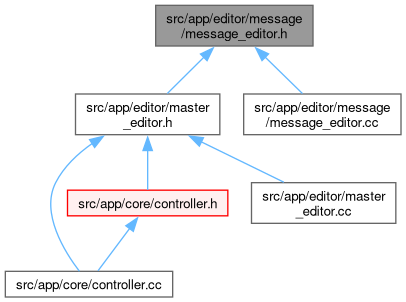 src/app/editor/message
/message_editor.h
src/app/editor/master
_editor.h
src/app/editor/message
/message_editor.cc
src/app/core/controller.h
src/app/editor/master
_editor.cc
src/app/core/controller.cc